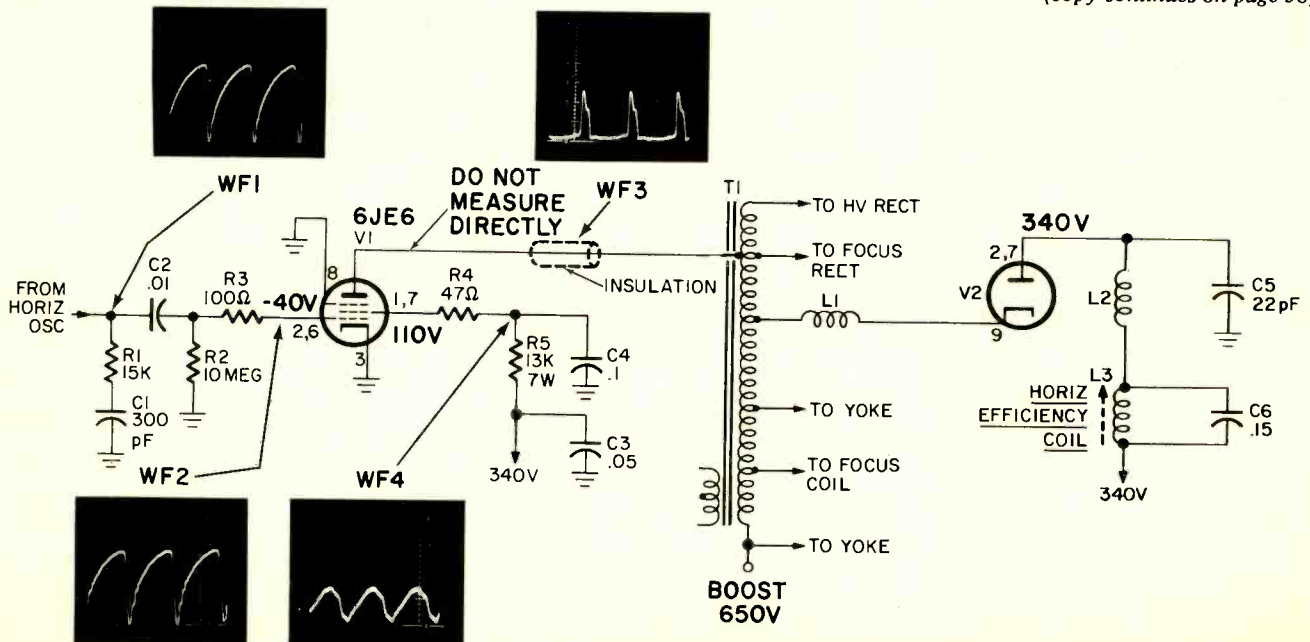 (copy continues on page 50)
WF1
6JE6
V1
DO NOT
MEASURE
DIRECTLY
WF3
INSULATION
T1
TO HV RECT
TO FOCUS
RECT
340V
2,7
V2
9
L1
L2
C5
22pF
FROM
HORIZ
OSC
C2
.01
R3
100Ω
-40V
2,6
8
3
1,7
110V
R4
47Ω
R1
15K
C1
300
pF
R2
10MEG
R5
13K
7W
C4
.1
C3
.05
340V
WF2
WF4
TO YOKE
TO FOCUS
COIL
TO YOKE
BOOST
650V
L3
HORIZ
EFFICIENCY
COIL
C6
.15
340V